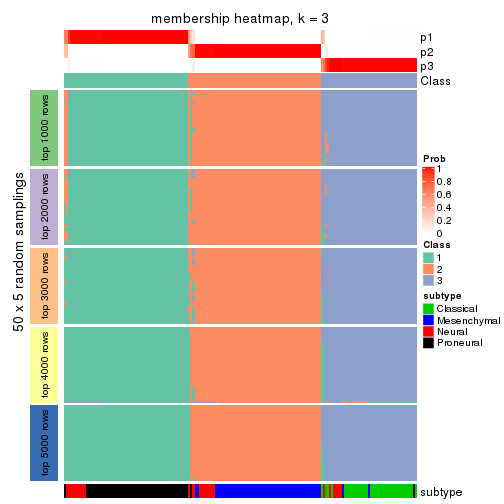 membership heatmap, k = 3
p1
p2
p3
Class
50 x 5 random samplings
top 1000 rows
top 2000 rows
top 3000 rows
top 4000 rows
top 5000 rows
Prob
1
0.8
0.6
0.4
0.2
0
Class
1
2
3
subtype
Classical
Mesenchymal
Neural
Proneural
subtype